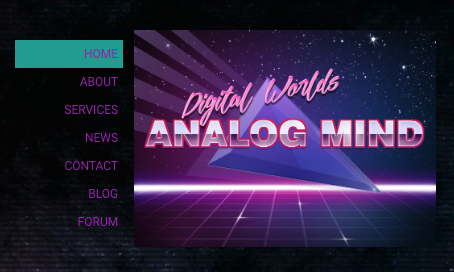 HOME
ABOUT
SERVICES
NEWS
CONTACT
BLOG
FORUM
Digital Worlds
ANALOG MIND